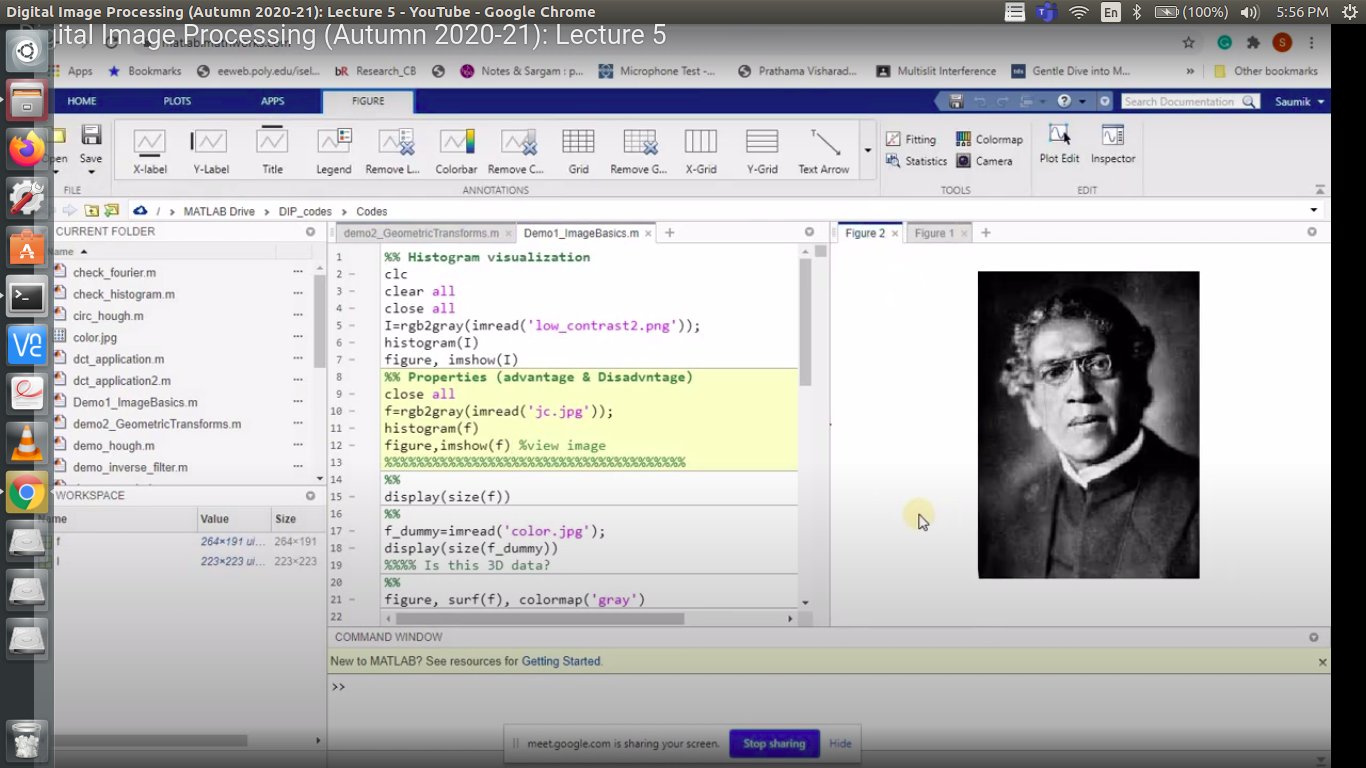 Digital Image Processing (Autumn 2020-21): Lecture 5 - YouTube - Google Chrome
En
(100%)
5:56 PM
Digital Image Processing (Autumn 2020-21): Lecture 5
Apps
Bookmarks
eeweb.poly.edu/isel...
bR Research_CB
Notes & Sargam : p...
Microphone Test -...
Prathama Visharad...
Multislit Interference
Gentle Dive into M...
»
Other bookmarks
S
HOME
PLOTS
APPS
FIGURE
Search Documentation
Saumik
Open
Save
X-label
Y-Label
Title
Legend
Remove L...
Colorbar
Remove C...
Grid
Remove G...
X-Grid
Y-Grid
Text Arrow
Fitting
Colormap
Statistics
Camera
Plot Edit
Inspector
FILE
ANNOTATIONS
TOOLS
EDIT
/ > MATLAB Drive > DIP_codes > Codes
CURRENT FOLDER
Name
check_fourier.m
check_histogram.m
circ_hough.m
color.jpg
dct_application.m
dct_application2.m
Demo1_ImageBasics.m
demo2_GeometricTransforms.m
demo_hough.m
demo_inverse_filter.m
WORKSPACE
Name Value Size
f 264×191 ui... 264×191
I 223×223 ui... 223×223
demo2_GeometricTransforms.m ×
Demo1_ImageBasics.m ×
1 %% Histogram visualization
2 - clc
3 - clear all
4 - close all
5 - I=rgb2gray(imread('low_contrast2.png'));
6 - histogram(I)
7 - figure, imshow(I)
8 %% Properties (advantage & Disadvntage)
9 - close all
10 - f=rgb2gray(imread('jc.jpg'));
11 - histogram(f)
12 - figure,imshow(f) %view image
13 %%%%%%%%%%%%%%%%%%%%%%%%%%%%%%%%%%%%%%
14 %%
15 - display(size(f))
16 %%
17 - f_dummy=imread('color.jpg');
18 - display(size(f_dummy))
19 %%%% Is this 3D data?
20 %%
21 - figure, surf(f), colormap('gray')
22
Figure 2 ×
Figure 1 ×
COMMAND WINDOW
New to MATLAB? See resources for Getting Started.
>>
meet.google.com is sharing your screen.
Stop sharing
Hide